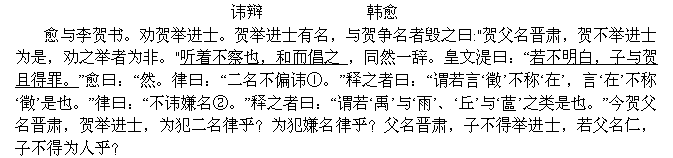 讳辩 韩愈
愈与李贺书。劝贺举进士。贺举进士有名，与贺争名者毁之曰:"贺父名晋肃，贺不举进士
为是，劝之举者为非。"听着不察也，和而倡之 ，同然一辞。皇文湜曰：“若不明白，子与贺
且得罪。”愈曰：“然。律曰：“二名不偏讳①。”释之者曰：“谓若言‘徵’不称‘在’，言‘在’不称
‘徵’是也。”律曰：“不讳嫌名②。”释之者曰：“谓若‘禹’与‘雨’、‘丘’与‘蓲’之类是也。”今贺父
名晋肃，贺举进士，为犯二名律乎？为犯嫌名律乎？父名晋肃，子不得举进士，若父名仁，
子不得为人乎？